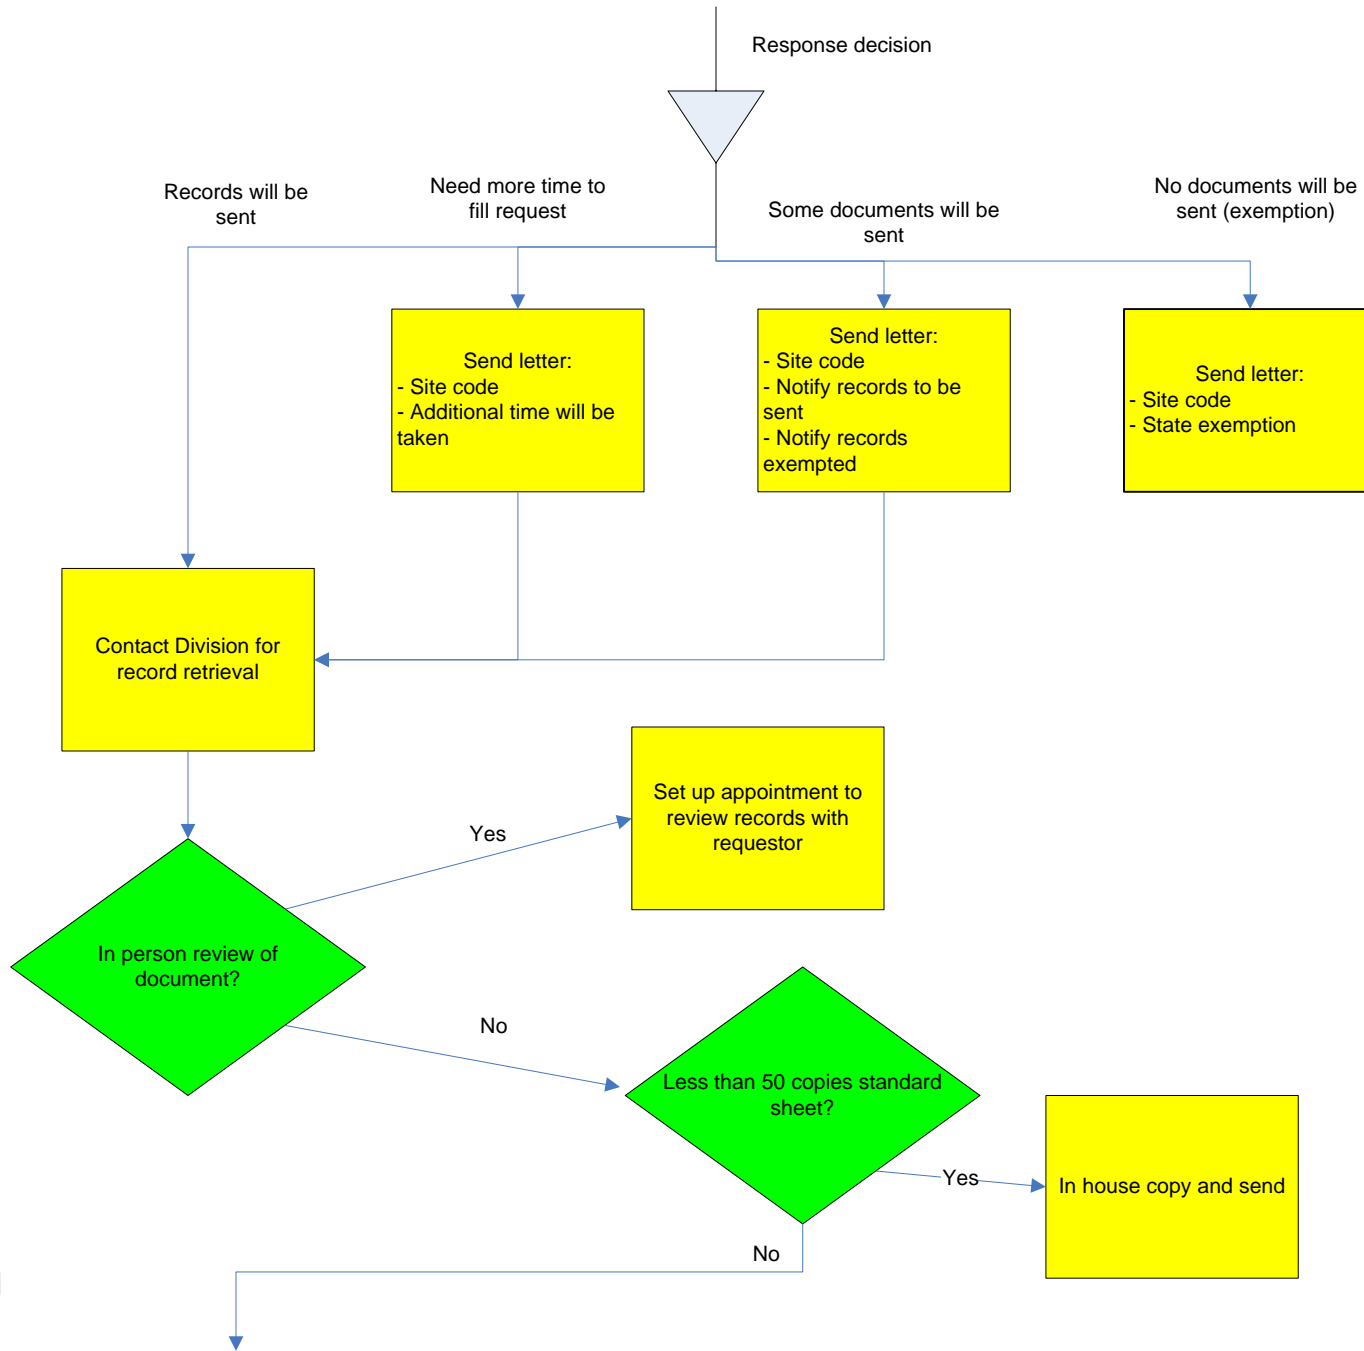 Response decision
Records will be
sent
Need more time to
fill request
Some documents will be
sent
No documents will be
sent (exemption)
Send letter:
- Site code
- Additional time will be
taken
Send letter:
- Site code
- Notify records to be
sent
- Notify records
exempted
Send letter:
- Site code
- State exemption
Contact Division for
record retrieval
Set up appointment to
review records with
requestor
Yes
In person review of
document?
No
Less than 50 copies standard
sheet?
Yes
In house copy and send
No